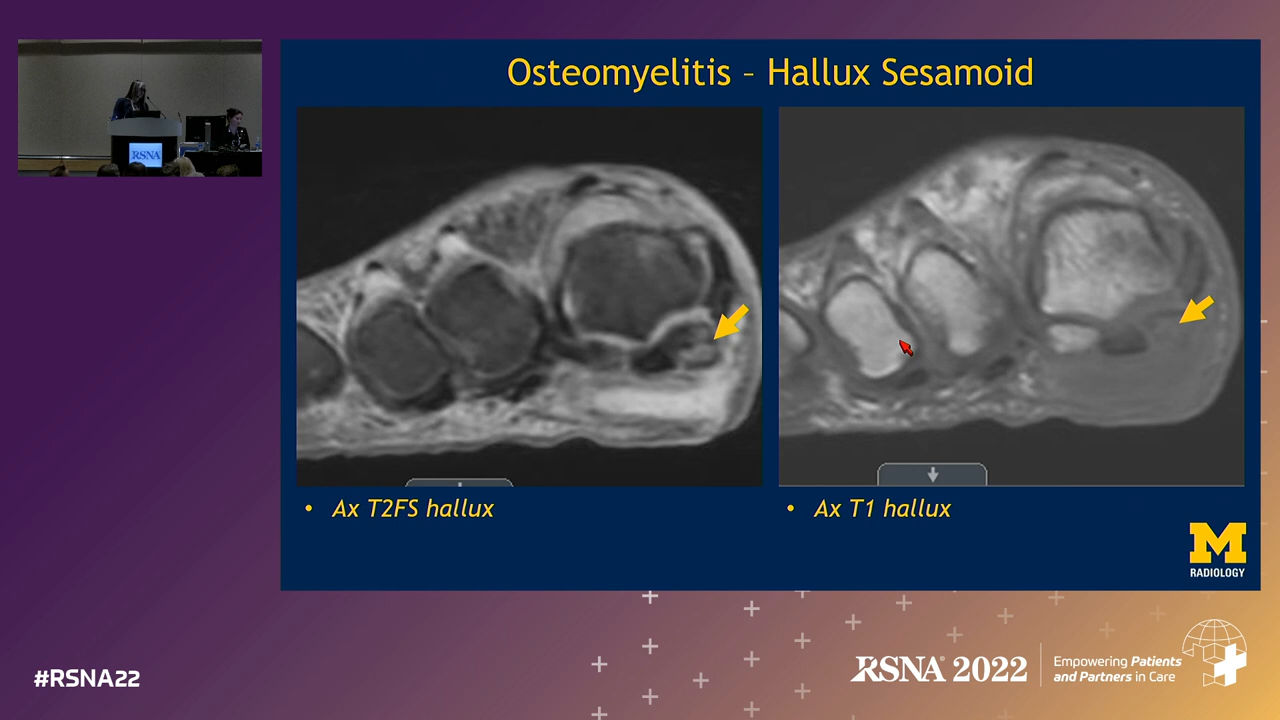 Osteomyelitis – Hallux Sesamoid
RSNA
• Ax T2FS hallux
• Ax T1 hallux
M
RADIOLOGY
#RSNA22
RSNA® 2022
Empowering Patients
and Partners in Care